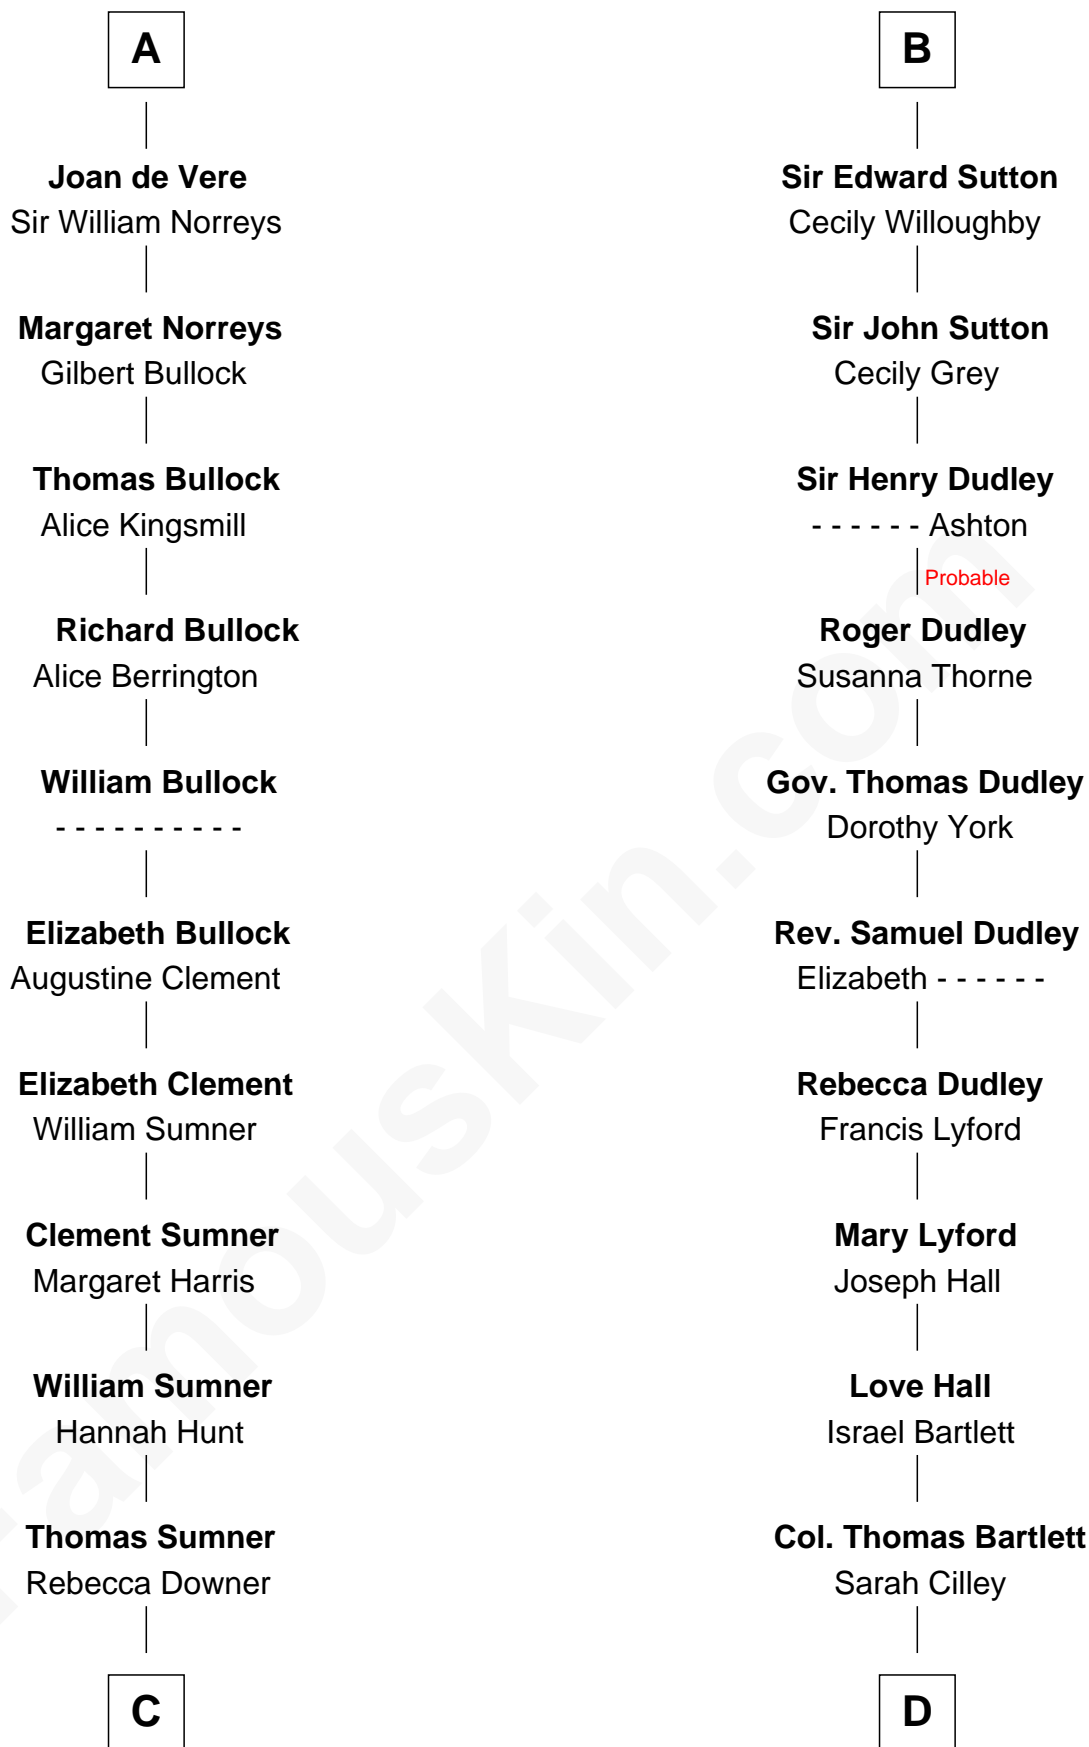 A
Joan de Vere
Sir William Norreys
Margaret Norreys
Gilbert Bullock
Thomas Bullock
Alice Kingsmill
Richard Bullock
Alice Berrington
William Bullock
- - - - - - - - - -
Elizabeth Bullock
Augustine Clement
Elizabeth Clement
William Sumner
Clement Sumner
Margaret Harris
William Sumner
Hannah Hunt
Thomas Sumner
Rebecca Downer
C
B
Sir Edward Sutton
Cecily Willoughby
Sir John Sutton
Cecily Grey
Sir Henry Dudley
- - - - - - Ashton
Probable
Roger Dudley
Susanna Thorne
Gov. Thomas Dudley
Dorothy York
Rev. Samuel Dudley
Elizabeth - - - - - -
Rebecca Dudley
Francis Lyford
Mary Lyford
Joseph Hall
Love Hall
Israel Bartlett
Col. Thomas Bartlett
Sarah Cilley
D
FamousKin.com